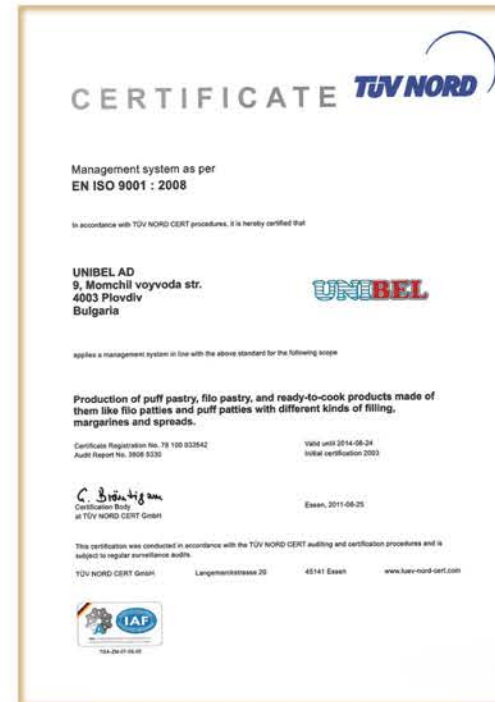 TÜV NORD
CERTIFICATE
Management system as per
EN ISO 9001 : 2008
In accordance with TÜV NORD CERT procedures, it is hereby certified that
UNIBEL AD
9, Momchil voyvoda str.
4003 Plovdiv
Bulgaria
UNIBEL
applies a management system in line with the above standard for the following scope
Production of puff pastry, filo pastry, and ready-to-cook products made of
them like filo patties and puff patties with different kinds of filling,
margarines and spreads.
Certificate Registration No. 78 100 033542
Audit Report No. 3508 5330
Valid until 2014-08-24
Initial certification 2003
G. Bräutigam
Certification Body
at TÜV NORD CERT GmbH
Essen, 2011-08-25
This certification was conducted in accordance with the TÜV NORD CERT auditing and certification procedures and is
subject to regular surveillance audits.
TÜV NORD CERT GmbH
Langemarckstrasse 20
45141 Essen
www.tuev-nord-cert.com
IAF